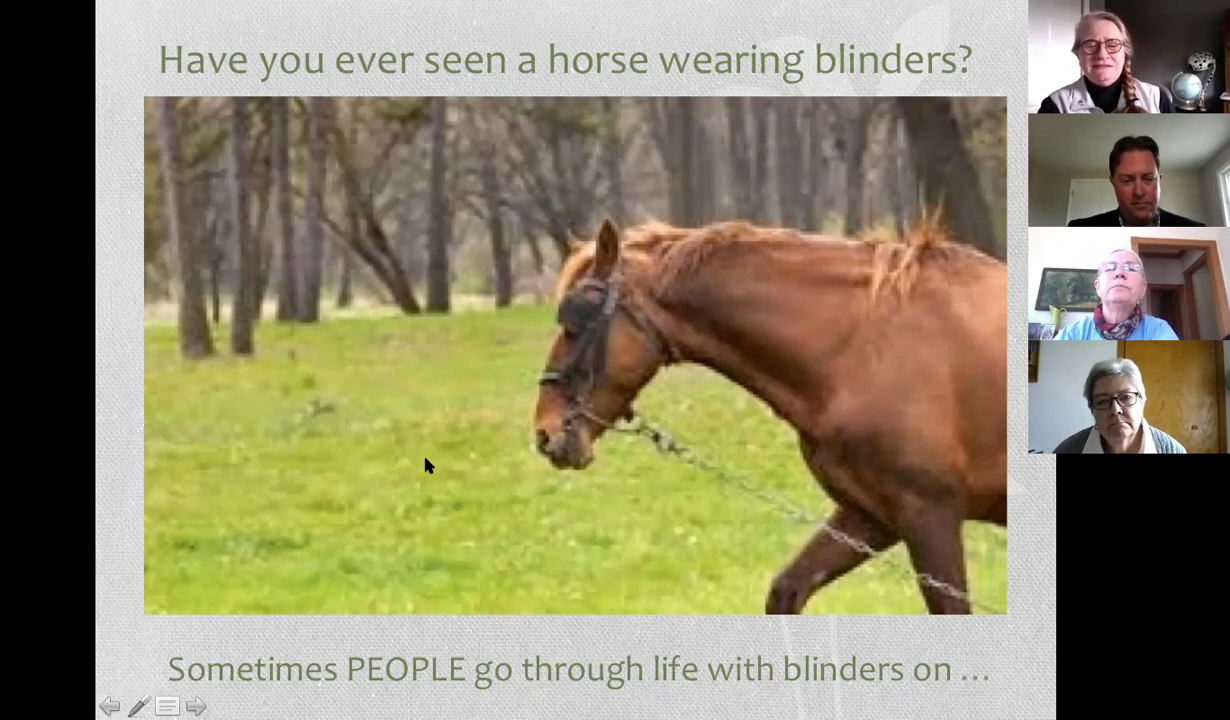 Have you ever seen a horse wearing blinders?
Sometimes PEOPLE go through life with blinders on ...